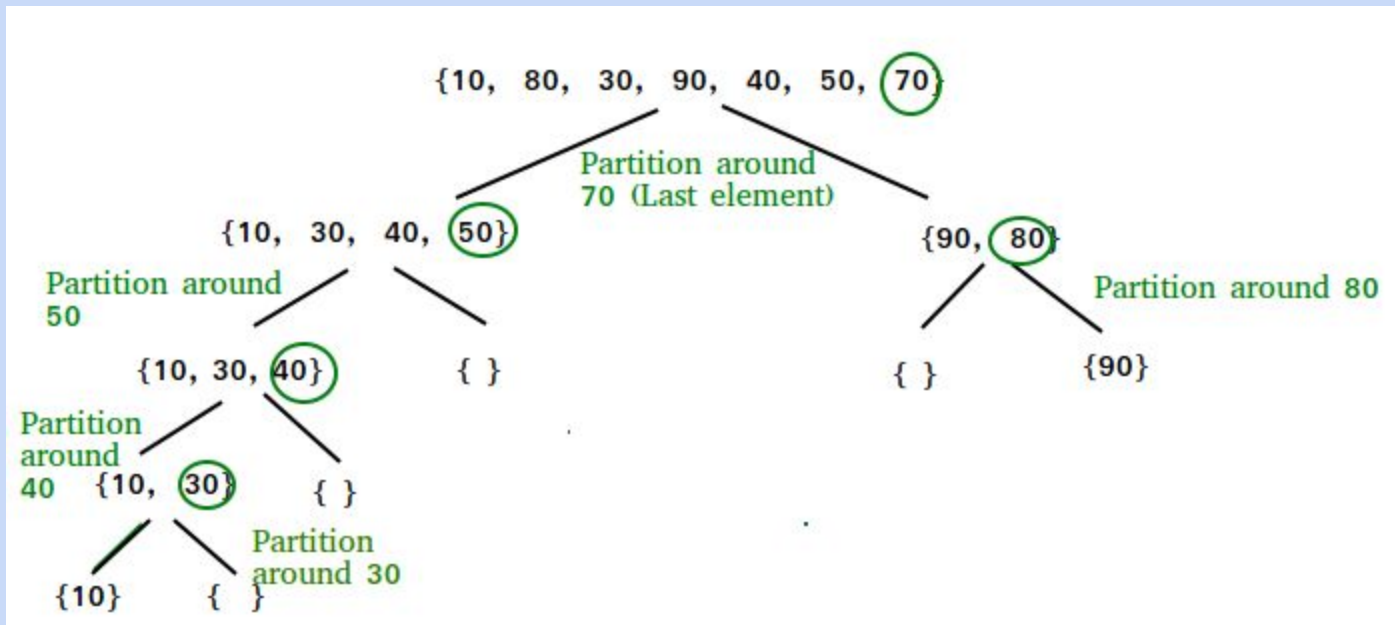 {10, 80, 30, 90, 40, 50, 70}
Partition around
70 (Last element)
{10, 30, 40, 50}
{90, 80}
Partition around
50
Partition around 80
{10, 30, 40}
{ }
{ }
{90}
Partition
around
40
{10, 30}
{ }
Partition
around 30
{10}
{ }